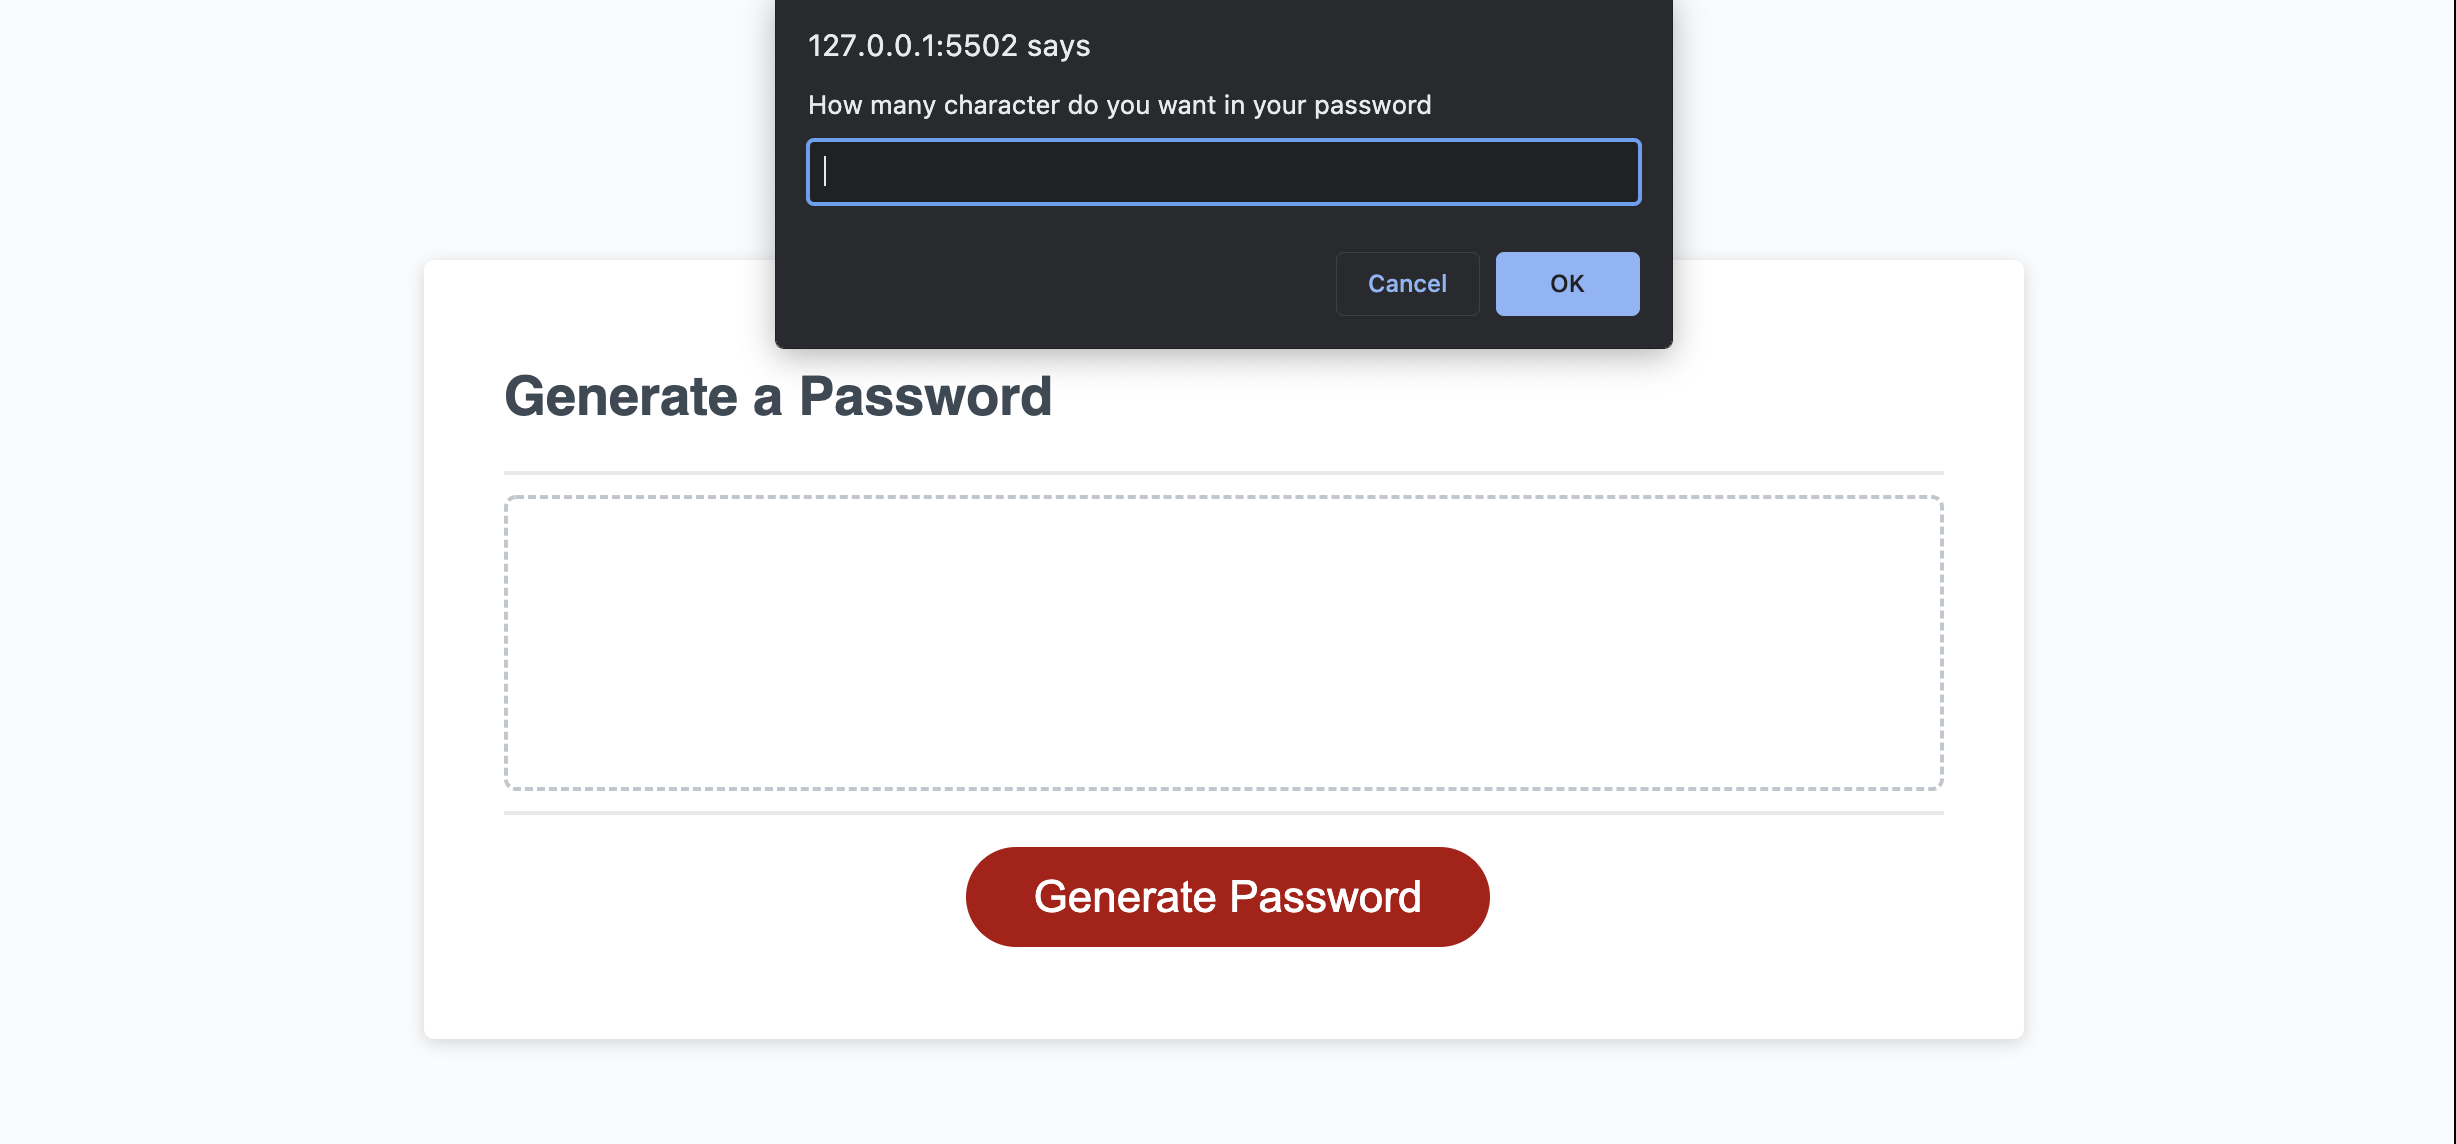 127.0.0.1:5502 says
How many character do you want in your password
Cancel
OK
Generate a Password
Generate Password